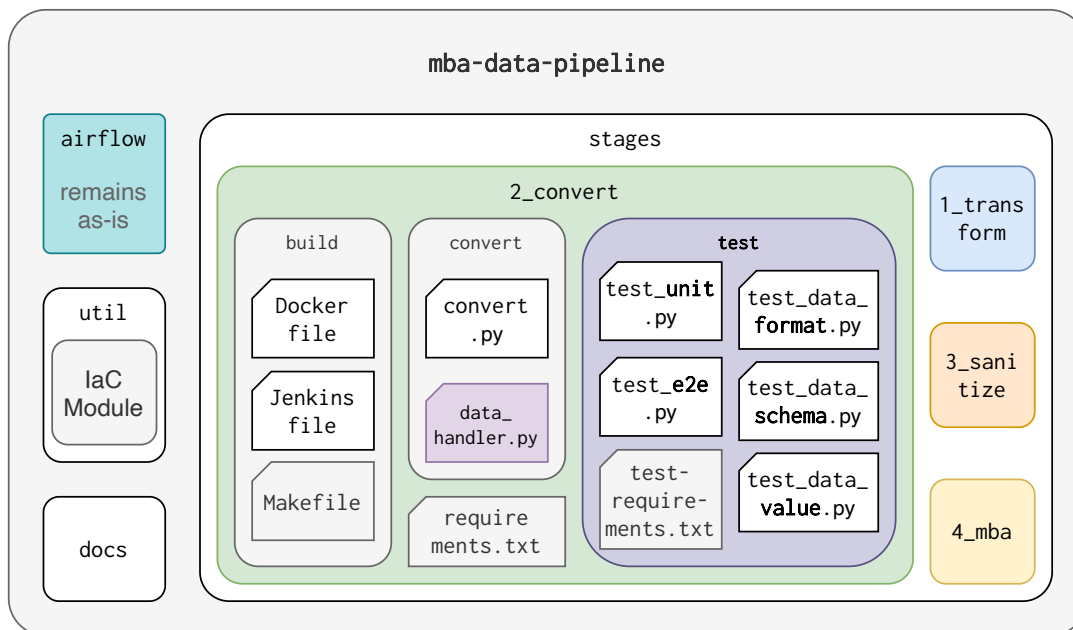 mba-data-pipeline
airflow
remains
as-is
util
IaC
Module
docs
stages
2_convert
build
Docker
file
Jenkins
file
Makefile
convert
convert
.py
data_
handler.py
require
ments.txt
test
test_unit
.py
test_e2e
.py
test-
require-
ments.txt
test_data_
format.py
test_data_
schema.py
test_data_
value.py
1_trans
form
3_sani
tize
4_mba